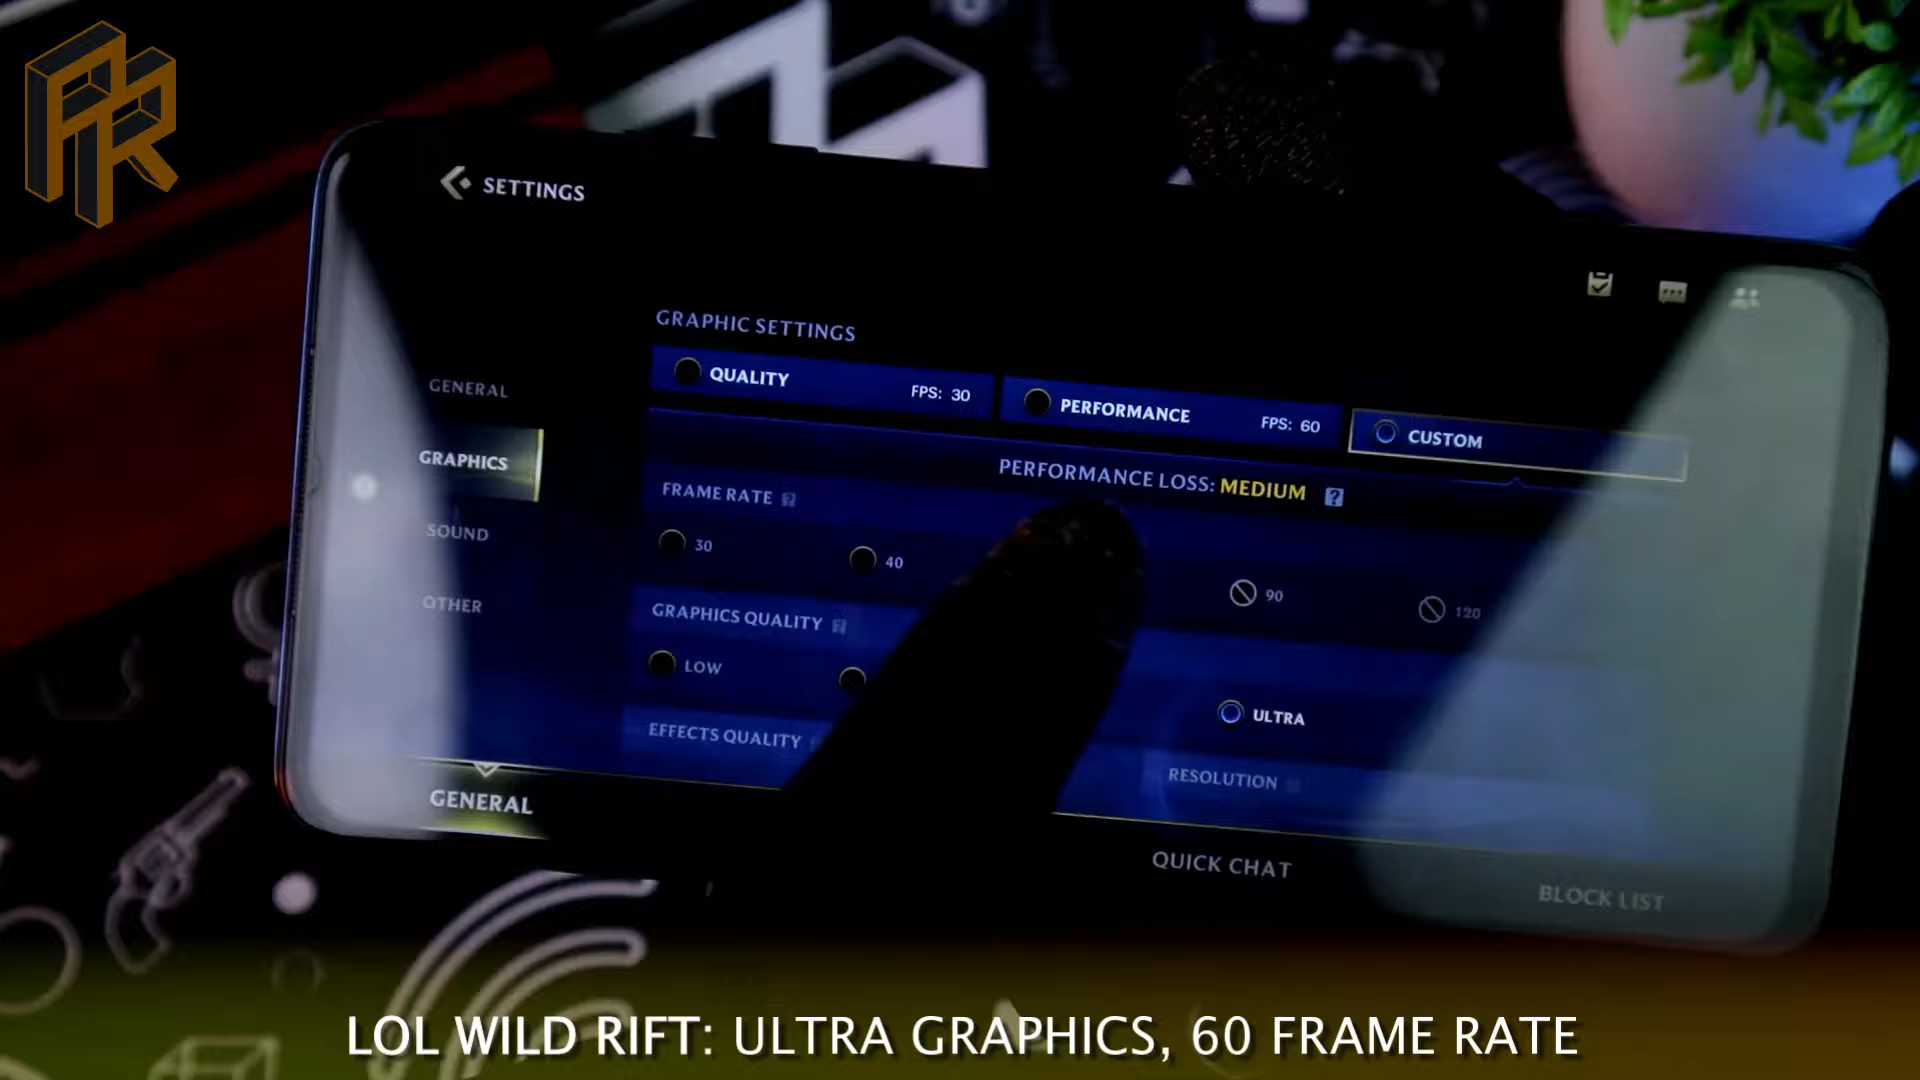 SETTINGS
GRAPHIC SETTINGS
QUALITY FPS: 30
PERFORMANCE FPS: 60
CUSTOM
GENERAL
GRAPHICS
SOUND
OTHER
PERFORMANCE LOSS: MEDIUM ?
FRAME RATE ?
30 40 90 120
GRAPHICS QUALITY ?
LOW ULTRA
EFFECTS QUALITY
RESOLUTION
GENERAL
QUICK CHAT
BLOCK LIST
LOL WILD RIFT: ULTRA GRAPHICS, 60 FRAME RATE